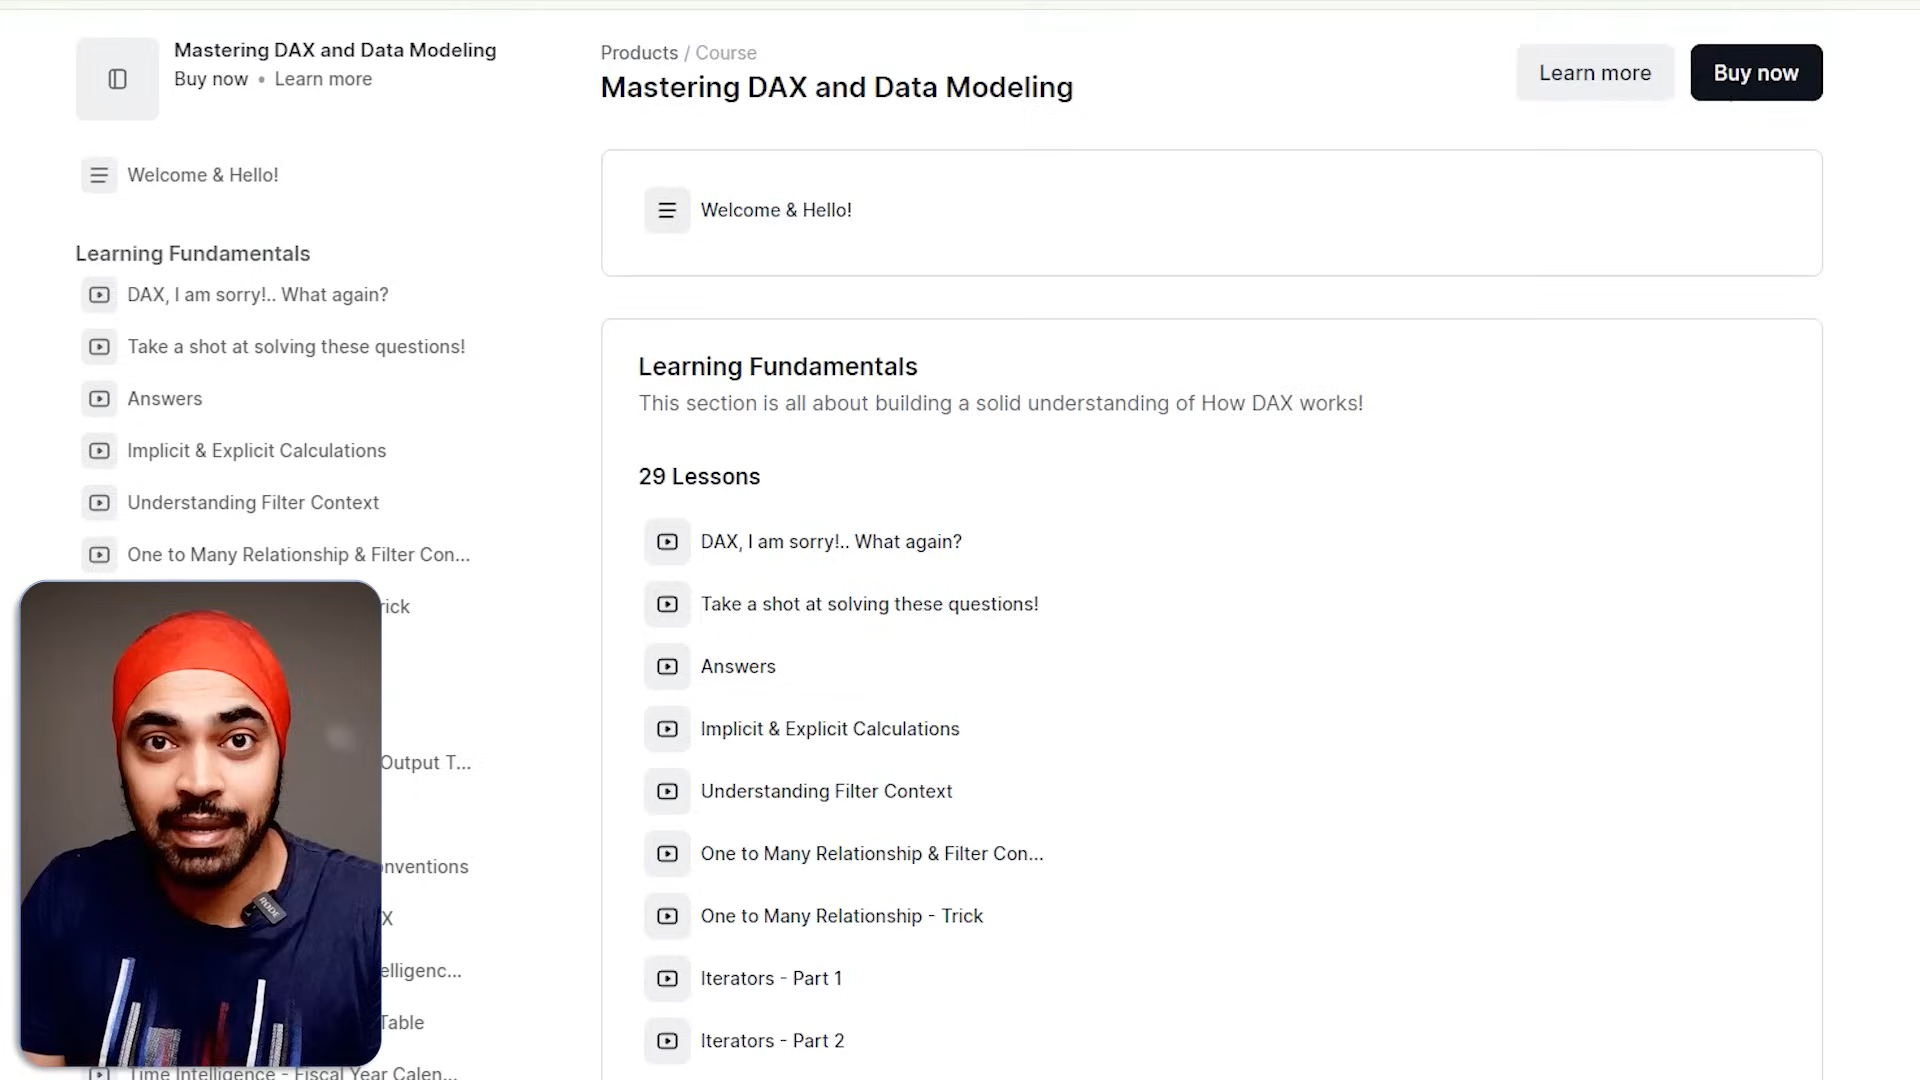 Mastering DAX and Data Modeling
Buy now • Learn more
Welcome & Hello!
Learning Fundamentals
DAX, I am sorry!.. What again?
Take a shot at solving these questions!
Answers
Implicit & Explicit Calculations
Understanding Filter Context
One to Many Relationship & Filter Con...
rick
Output T...
onventions
X
elligenc...
Table
Time Intelligence - Fiscal Year Calen...
RODE
Products / Course
Mastering DAX and Data Modeling
Learn more
Buy now
Welcome & Hello!
Learning Fundamentals
This section is all about building a solid understanding of How DAX works!
29 Lessons
DAX, I am sorry!.. What again?
Take a shot at solving these questions!
Answers
Implicit & Explicit Calculations
Understanding Filter Context
One to Many Relationship & Filter Con...
One to Many Relationship - Trick
Iterators - Part 1
Iterators - Part 2